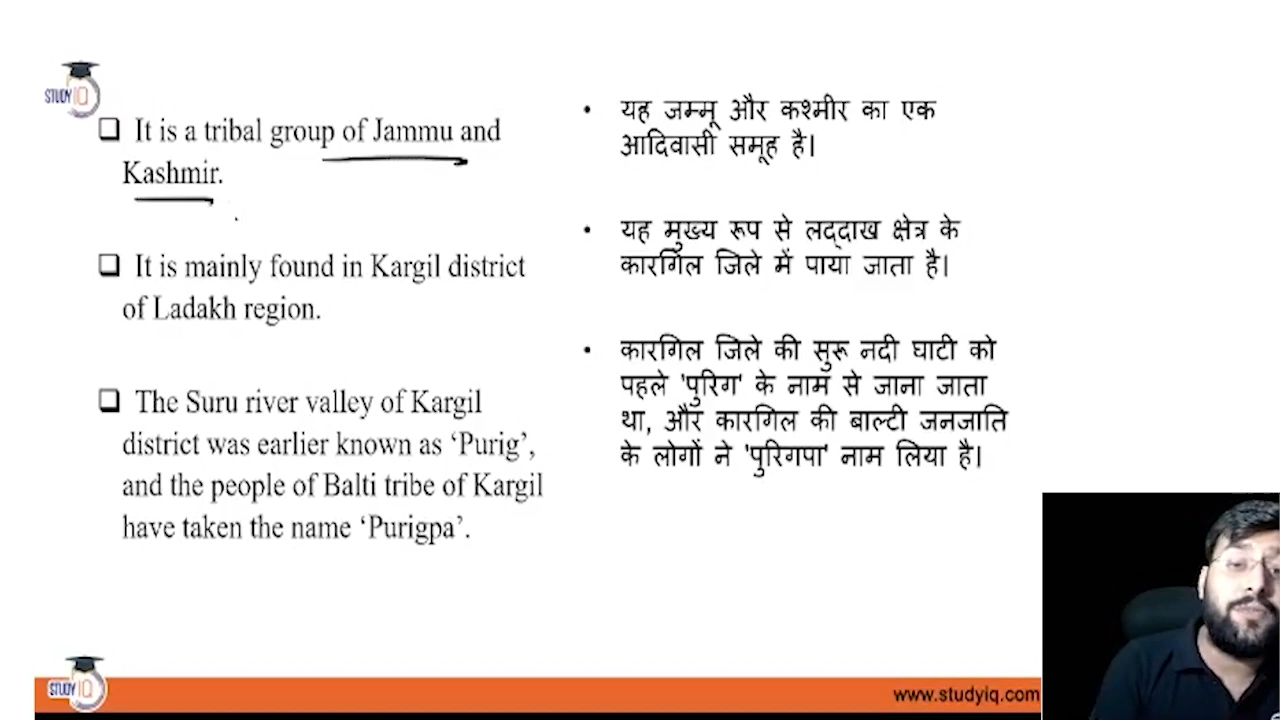 STUDY IQ
❑ It is a tribal group of Jammu and
Kashmir.
❑ It is mainly found in Kargil district
of Ladakh region.
❑ The Suru river valley of Kargil
district was earlier known as ‘Purig’,
and the people of Balti tribe of Kargil
have taken the name ‘Purigpa’.
• यह जम्मू और कश्मीर का एक
आदिवासी समूह है।
• यह मुख्य रूप से लद्दाख क्षेत्र के
कारगिल जिले में पाया जाता है।
• कारगिल जिले की सुरू नदी घाटी को
पहले 'पुरिग' के नाम से जाना जाता
था, और कारगिल की बाल्टी जनजाति
के लोगों ने 'पुरिगपा' नाम लिया है।
STUDY IQ
www.studyiq.com